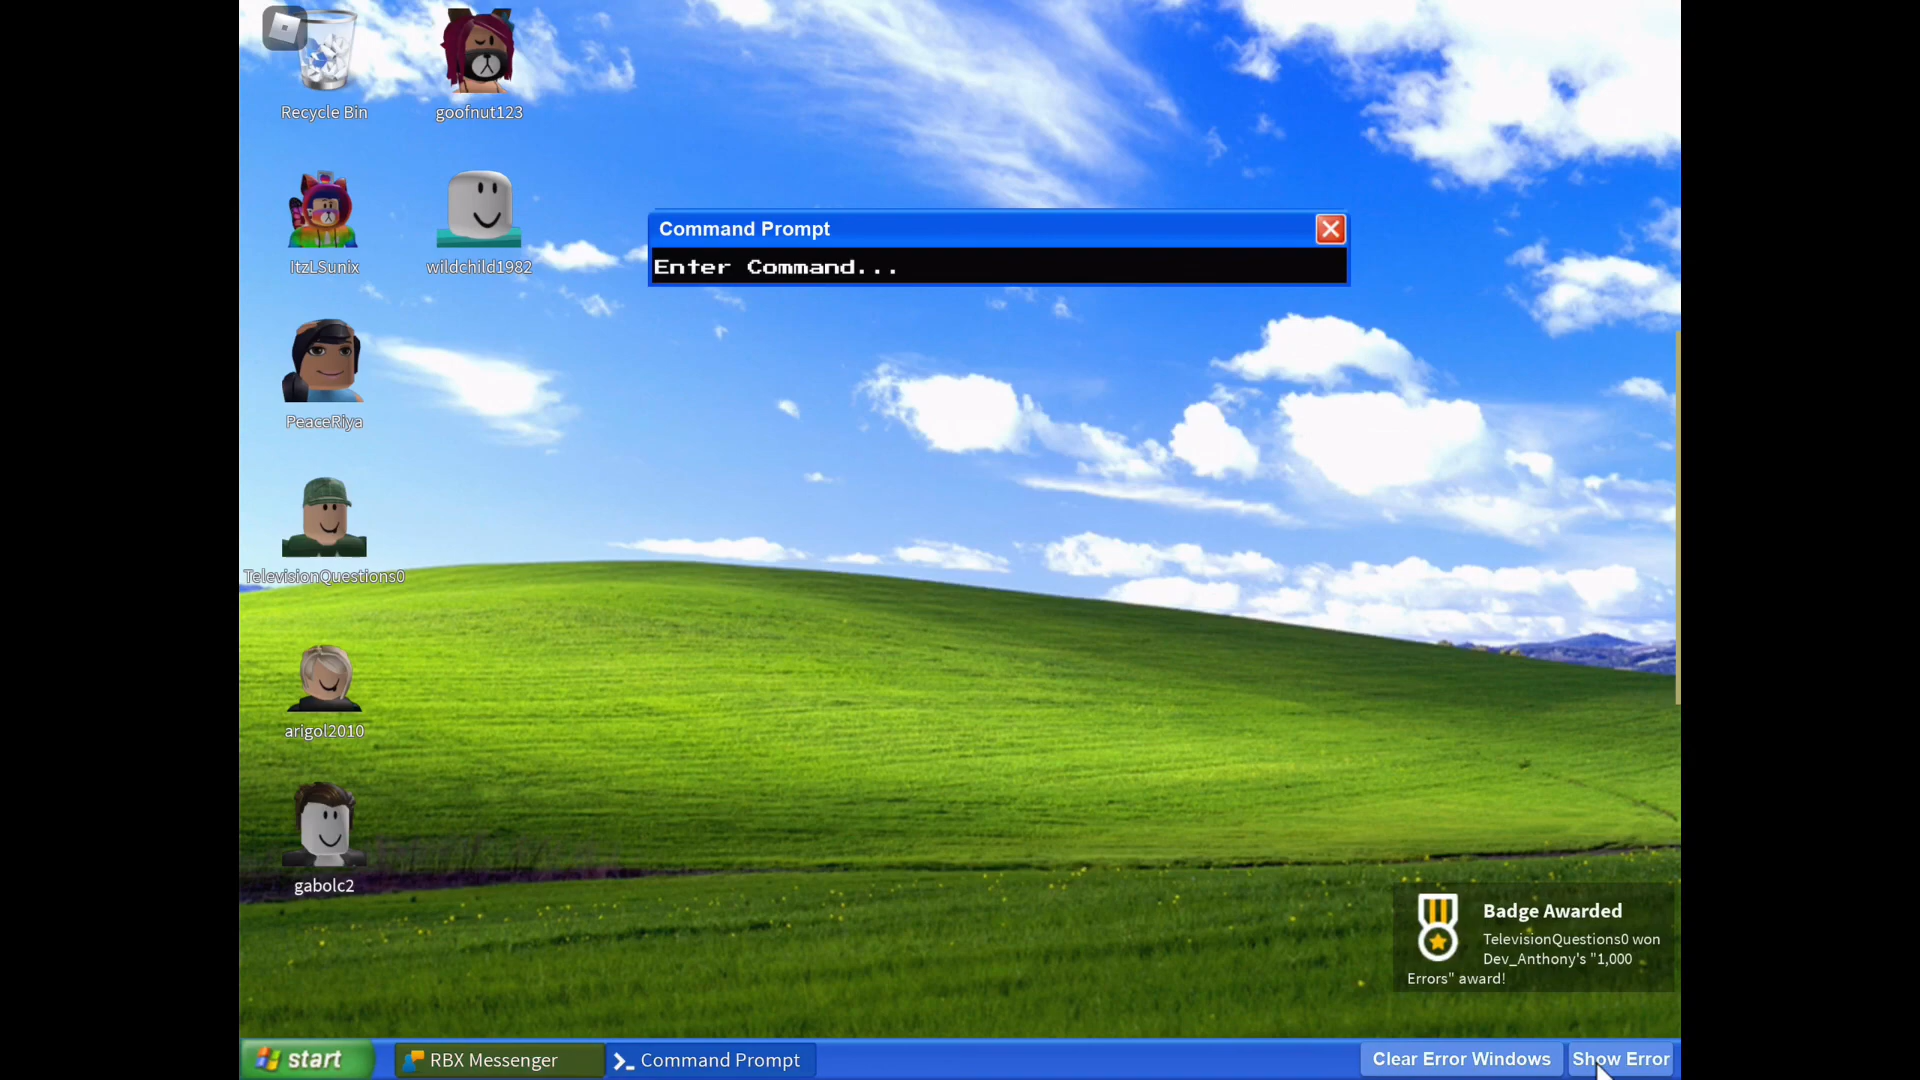 Recycle Bin
goofnut123
ItzLSunix
wildchild1982
Command Prompt
Enter Command...
PeaceRiya
TelevisionQuestions0
arigol2010
gabolc2
Badge Awarded
TelevisionQuestions0 won
Dev_Anthony's "1,000
Errors" award!
start
RBX Messenger
Command Prompt
Clear Error Windows
Show Error